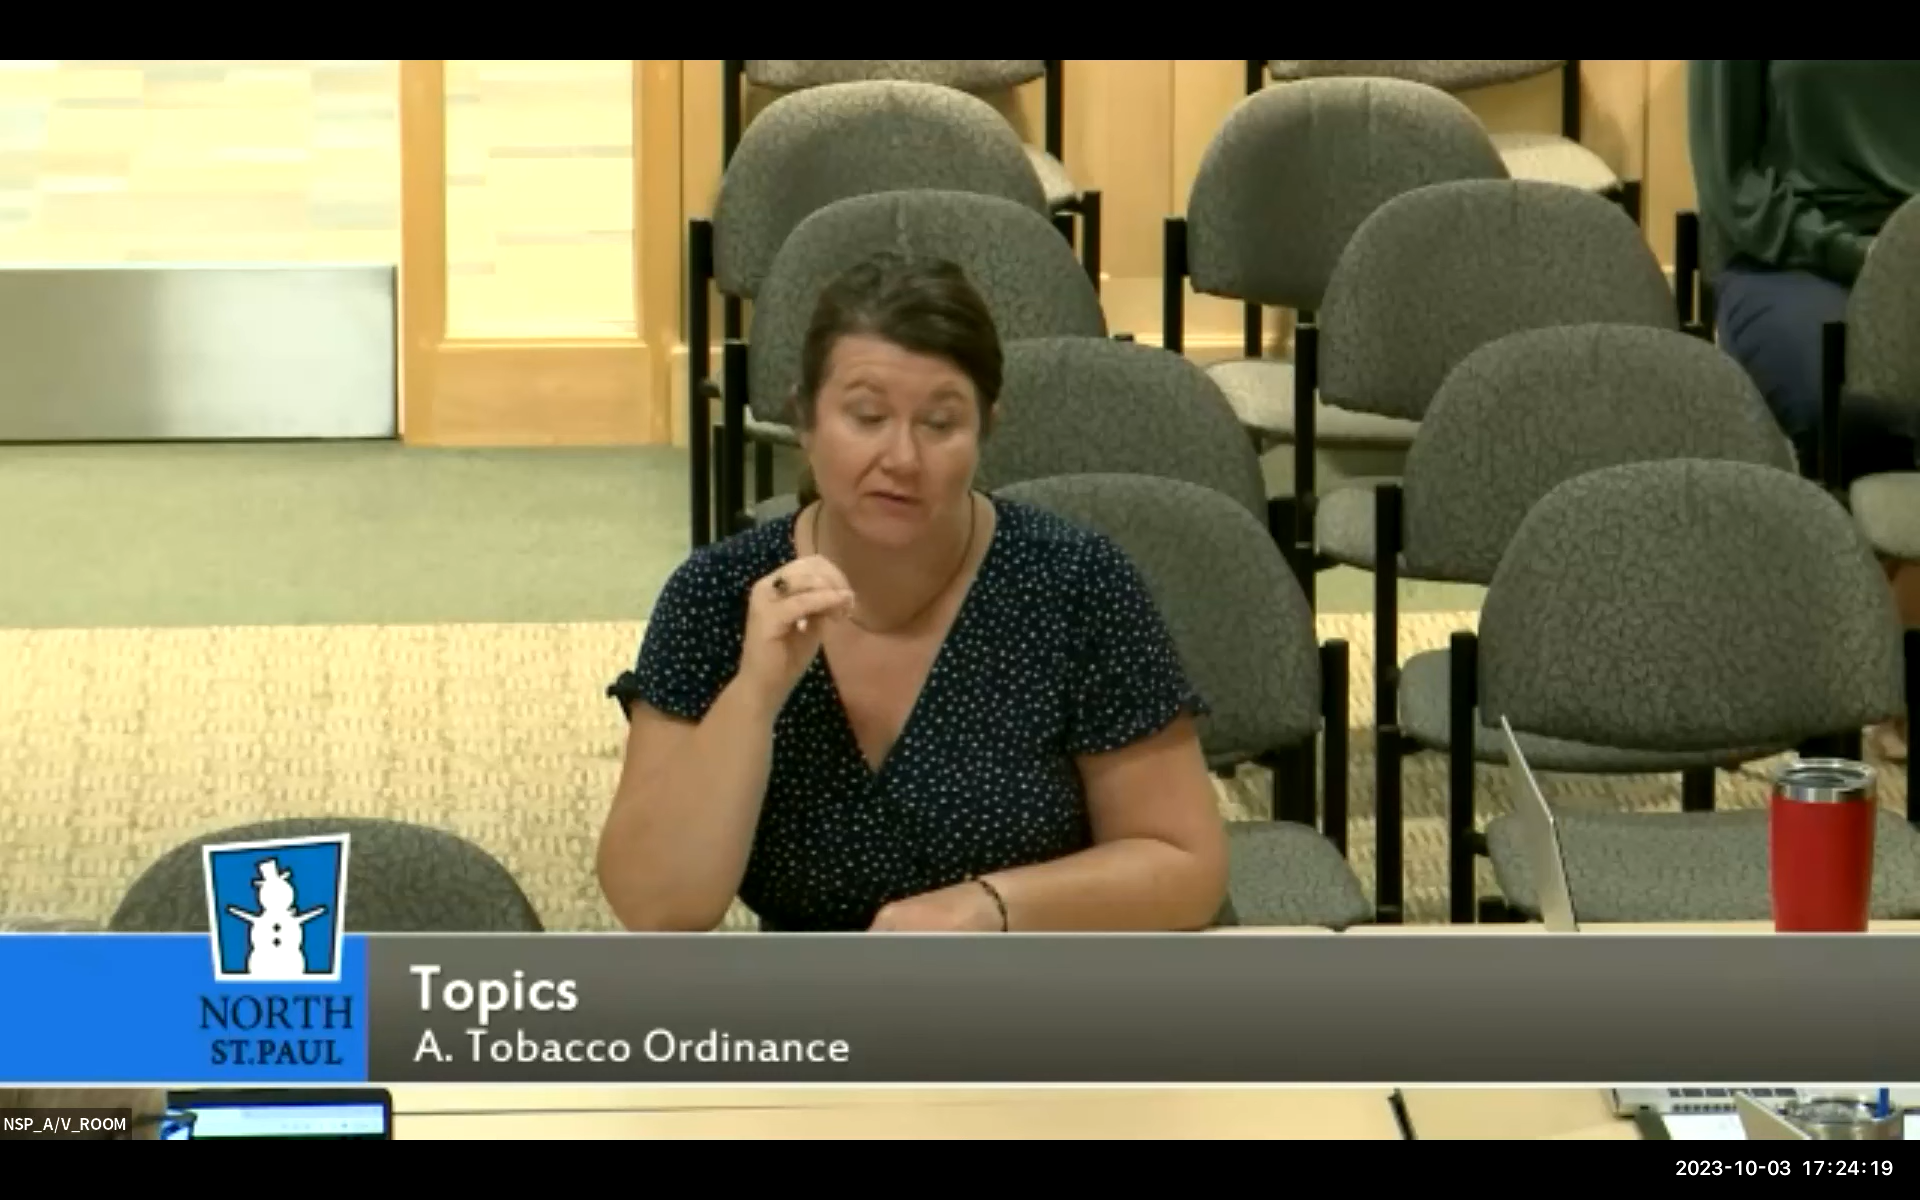 NORTH
ST.PAUL
Topics
A. Tobacco Ordinance
NSP_A/V_ROOM
2023-10-03 17:24:19